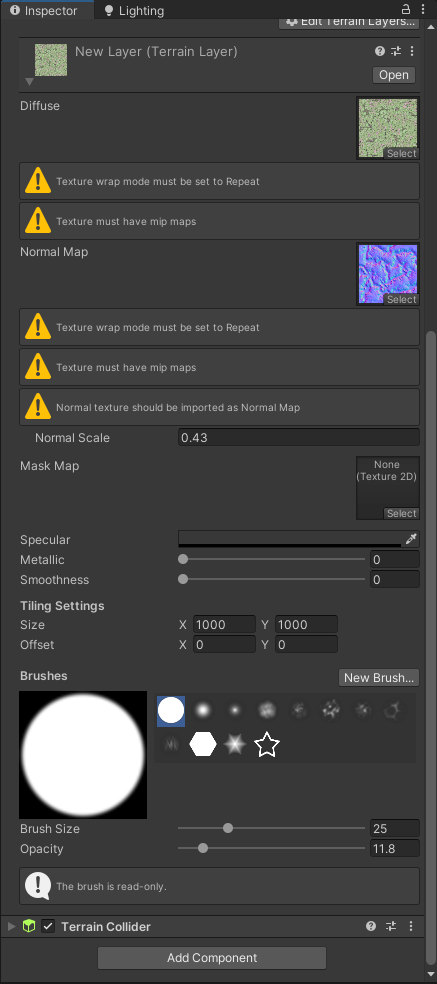 Inspector Lighting
Edit Terrain Layers...
New Layer (Terrain Layer)
Open
Diffuse
Select
Texture wrap mode must be set to Repeat
Texture must have mip maps
Normal Map
Select
Texture wrap mode must be set to Repeat
Texture must have mip maps
Normal texture should be imported as Normal Map
Normal Scale 0.43
Mask Map
None
(Texture 2D)
Select
Specular
Metallic 0
Smoothness 0
Tiling Settings
Size X 1000 Y 1000
Offset X 0 Y 0
Brushes New Brush...
Brush Size 25
Opacity 11.8
The brush is read-only.
Terrain Collider
Add Component